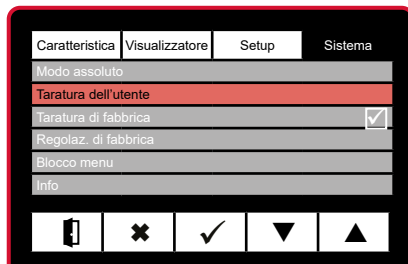 Caratteristica Visualizzatore Setup Sistema
Modo assoluto
Taratura dell'utente
Taratura di fabbrica
Regolaz. di fabbrica
Blocco menu
Info